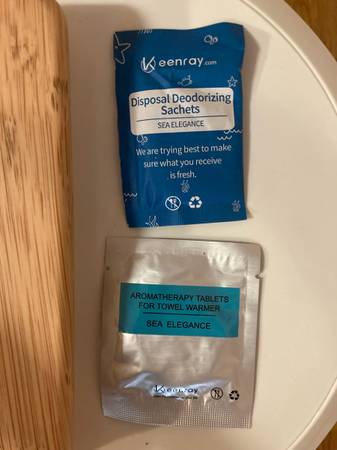 Keenray.com
Disposal Deodorizing
Sachets
SEA ELEGANCE
We are trying best to make
sure what you receive
is fresh.
AROMATHERAPY TABLETS
FOR TOWEL WARMER
SEA ELEGANCE
Keenray